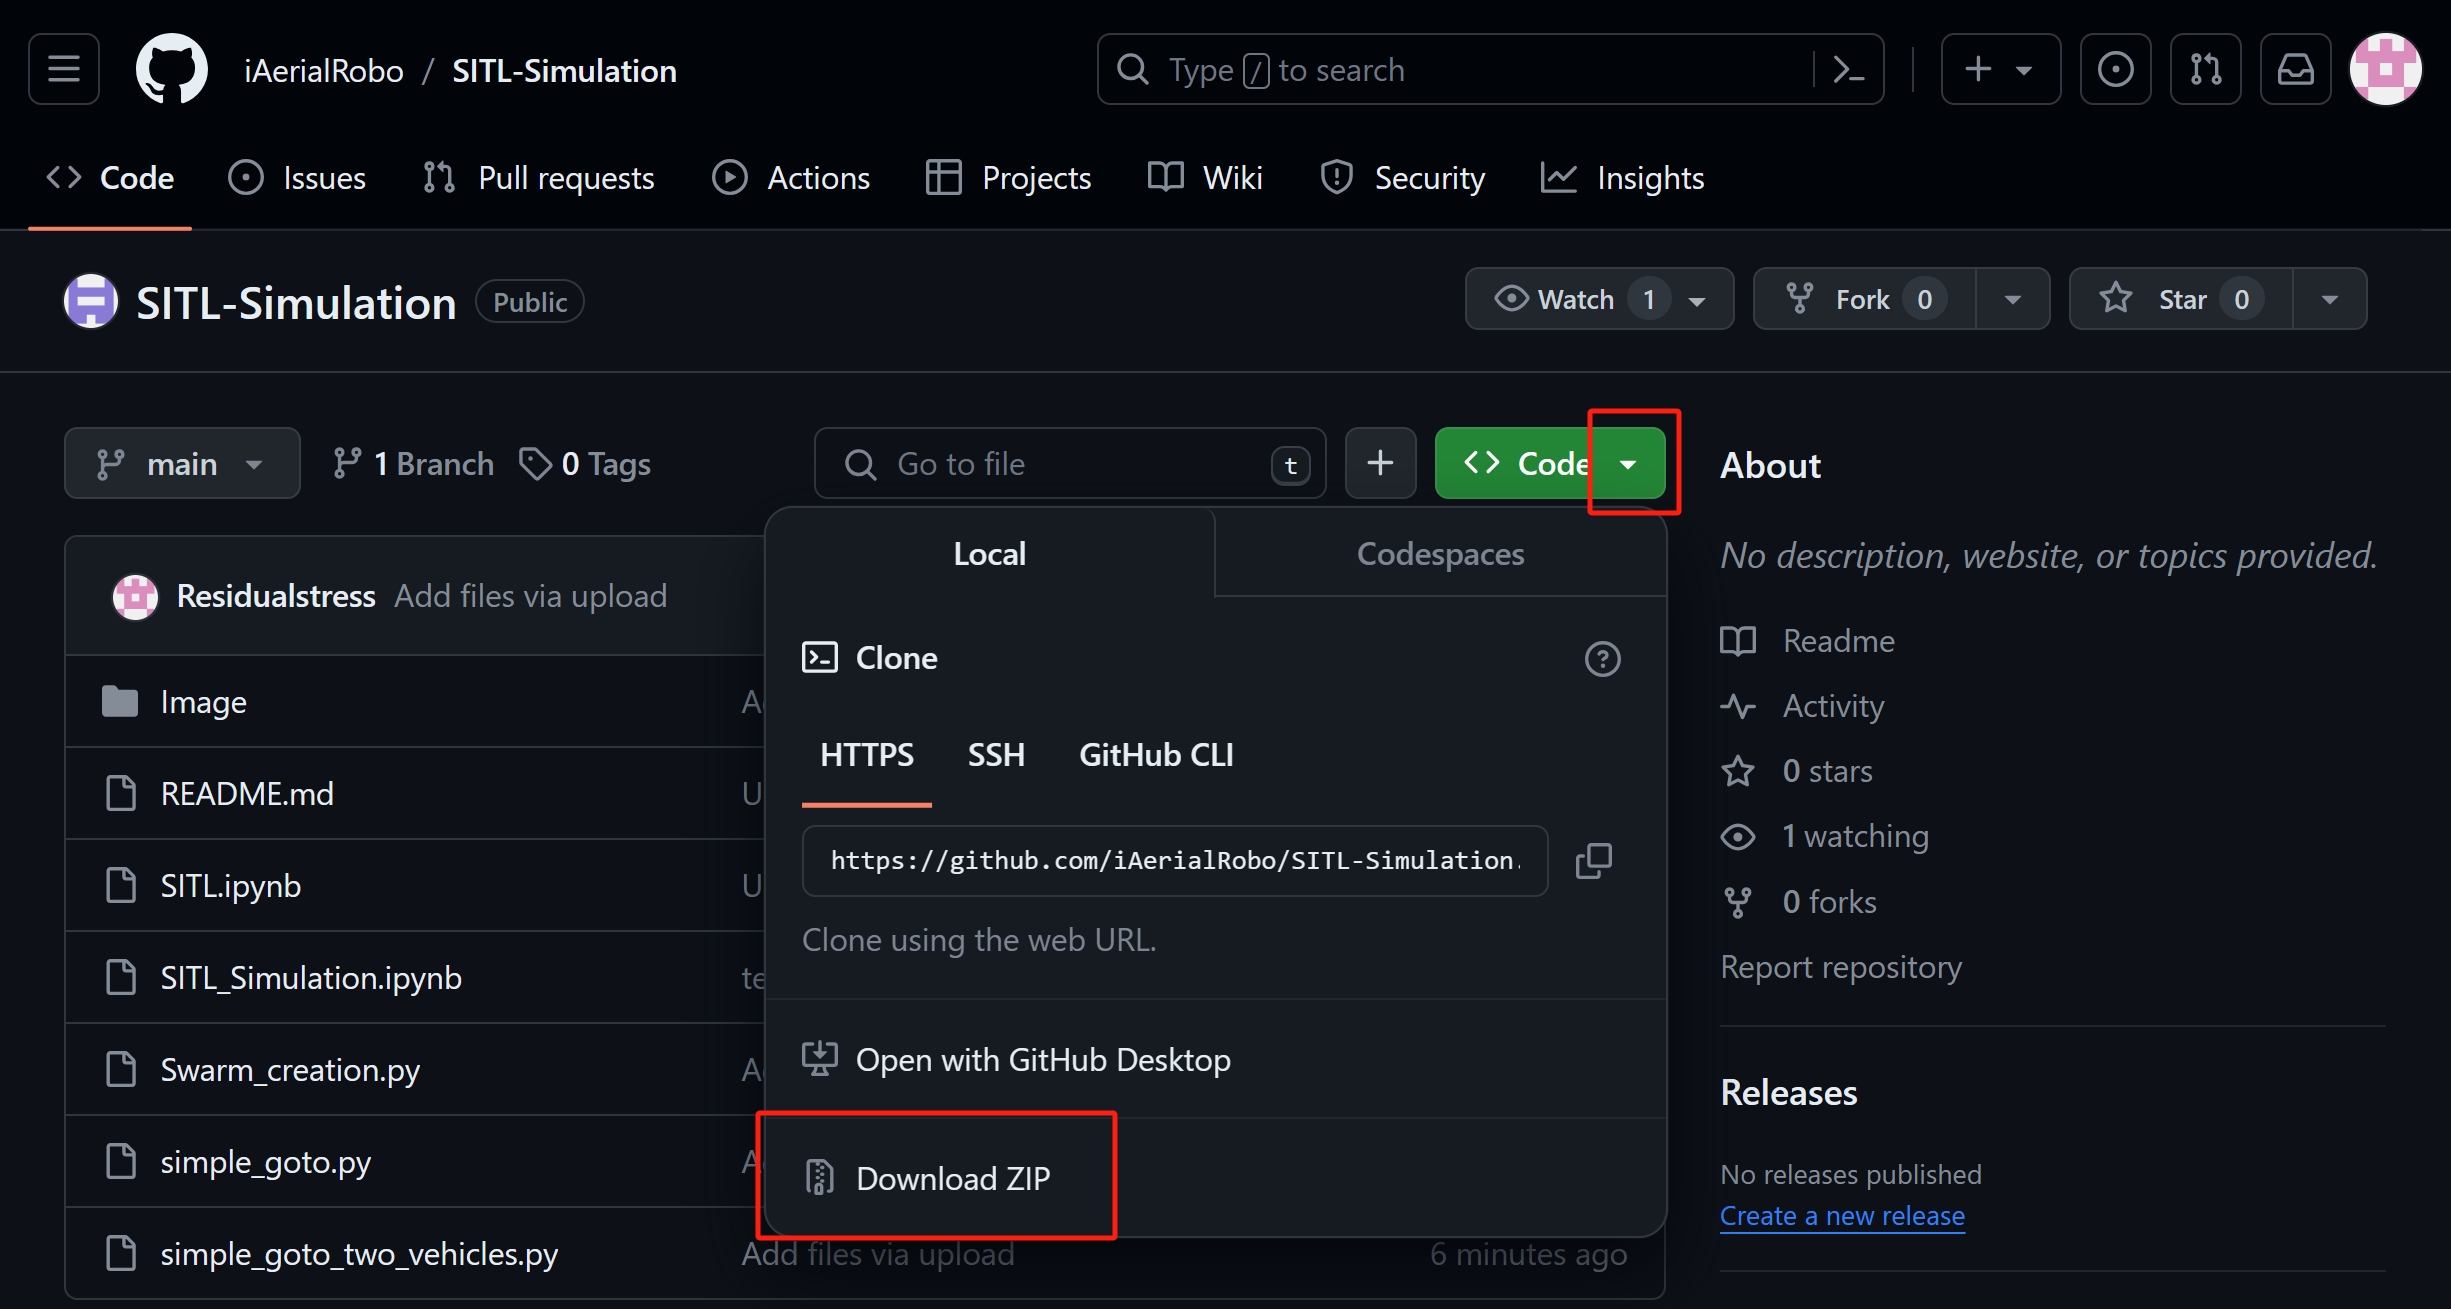 iAerialRobo / SITL-Simulation
Type / to search
Code Issues Pull requests Actions Projects Wiki Security Insights
SITL-Simulation Public
Watch 1 Fork 0 Star 0
main 1 Branch 0 Tags
Go to file t
Code
Local Codespaces
Clone
HTTPS SSH GitHub CLI
https://github.com/iAerialRobo/SITL-Simulation.
Clone using the web URL.
Open with GitHub Desktop
Download ZIP
Residualstress Add files via upload
Image
README.md
SITL.ipynb
SITL_Simulation.ipynb
Swarm_creation.py
simple_goto.py
simple_goto_two_vehicles.py Add files via upload 6 minutes ago
About
No description, website, or topics provided.
Readme
Activity
0 stars
1 watching
0 forks
Report repository
Releases
No releases published
Create a new release